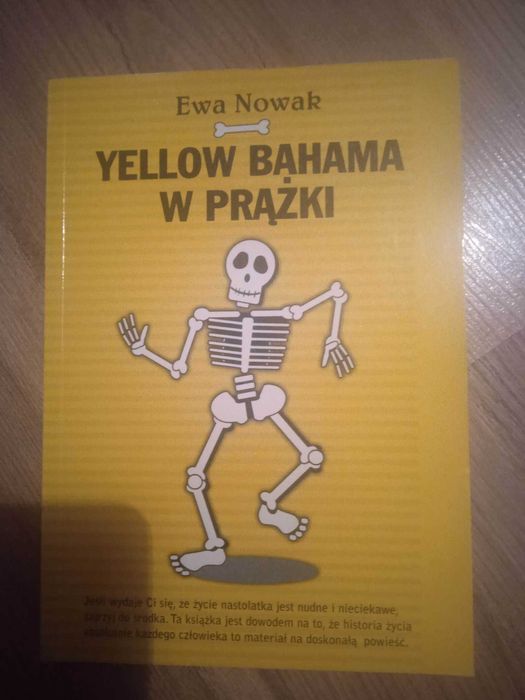 Ewa Nowak
YELLOW BAHAMA
W PRĄŻKI
Jeśli wydaje Ci się, że życie nastolatka jest nudne i nieciekawe,
zajrzyj do środka. Ta książka jest dowodem na to, że historia życia
każdego człowieka to materiał na doskonałą powieść.